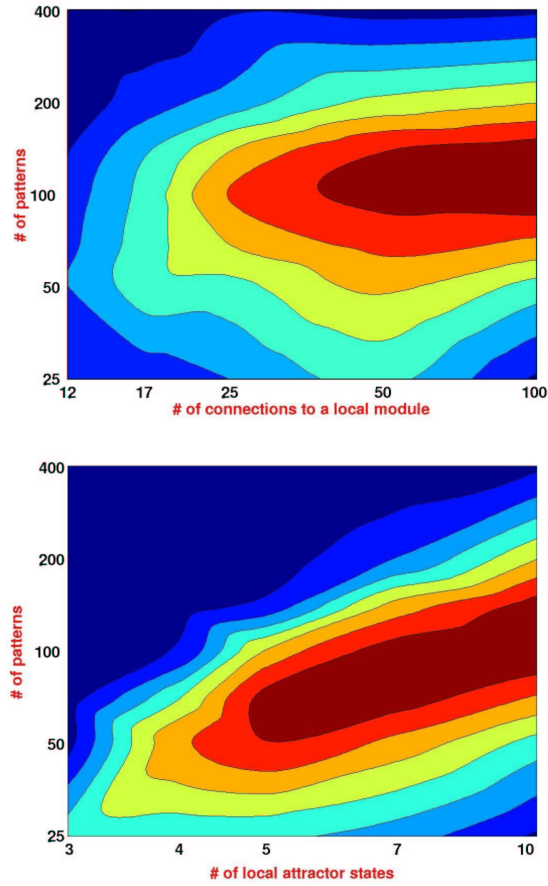 400
200
100
50
25
# of patterns
12 17 25 50 100
# of connections to a local module
400
200
100
50
25
# of patterns
3 4 5 7 10
# of local attractor states